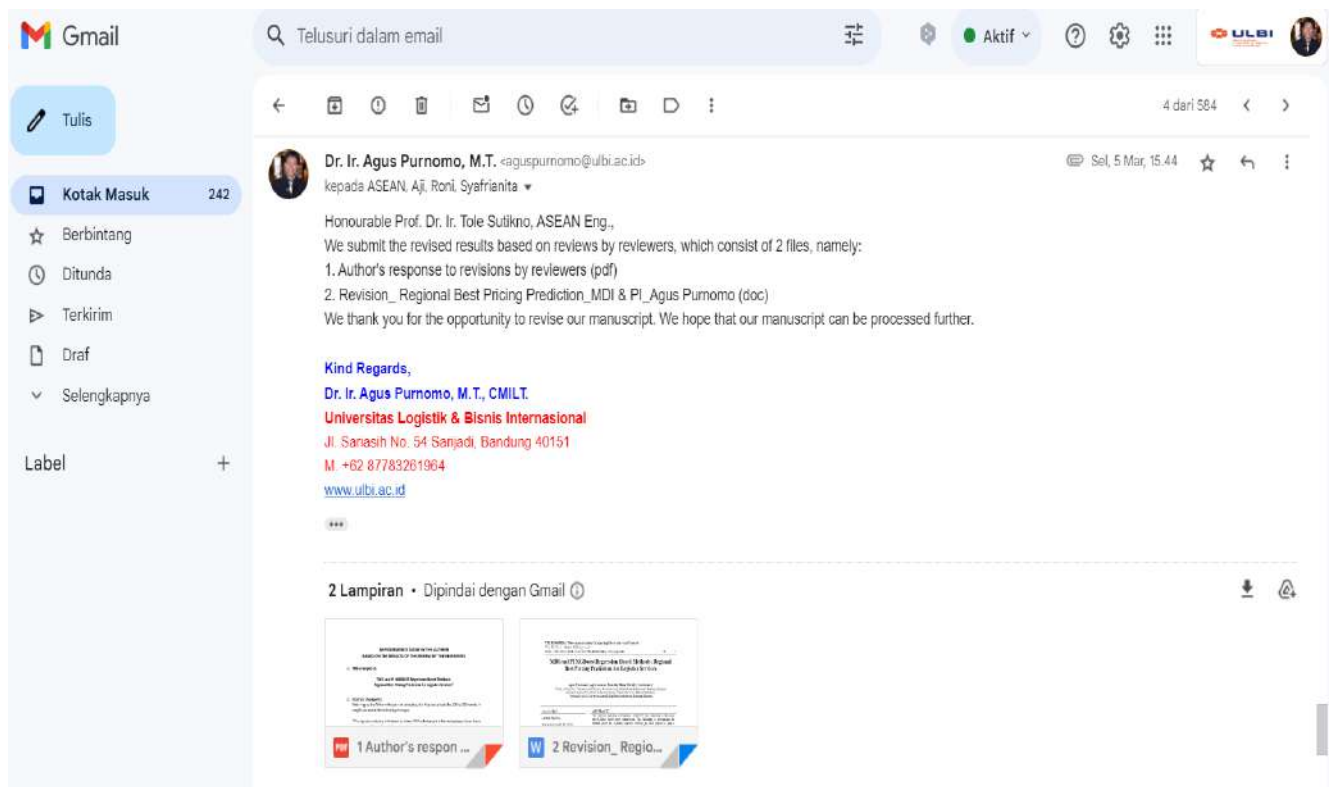 Gmail
Telusuri dalam email
Aktif
ULBI
Tulis
4 dari 584
Kotak Masuk 242
Berbintang
Ditunda
Terkirim
Draf
Selengkapnya
Label
Dr. Ir. Agus Purnomo, M.T. <aguspurnomo@ulbi.ac.id>
Sel, 5 Mar, 15.44
kepada ASEAN, Aji, Roni, Syafrianita
Honourable Prof. Dr. Ir. Tole Sutikno, ASEAN Eng.,
We submit the revised results based on reviews by reviewers, which consist of 2 files, namely:
1. Author's response to revisions by reviewers (pdf)
2. Revision_ Regional Best Pricing Prediction_MDI & PI_Agus Purnomo (doc)
We thank you for the opportunity to revise our manuscript. We hope that our manuscript can be processed further.
Kind Regards,
Dr. Ir. Agus Purnomo, M.T., CMILT.
Universitas Logistik & Bisnis Internasional
Jl. Sariasih No. 54 Sarijadi, Bandung 40151
M. +62 87783261964
www.ulbi.ac.id
2 Lampiran • Dipindai dengan Gmail
PDF 1 Author's respon ...
W 2 Revision_ Regio...